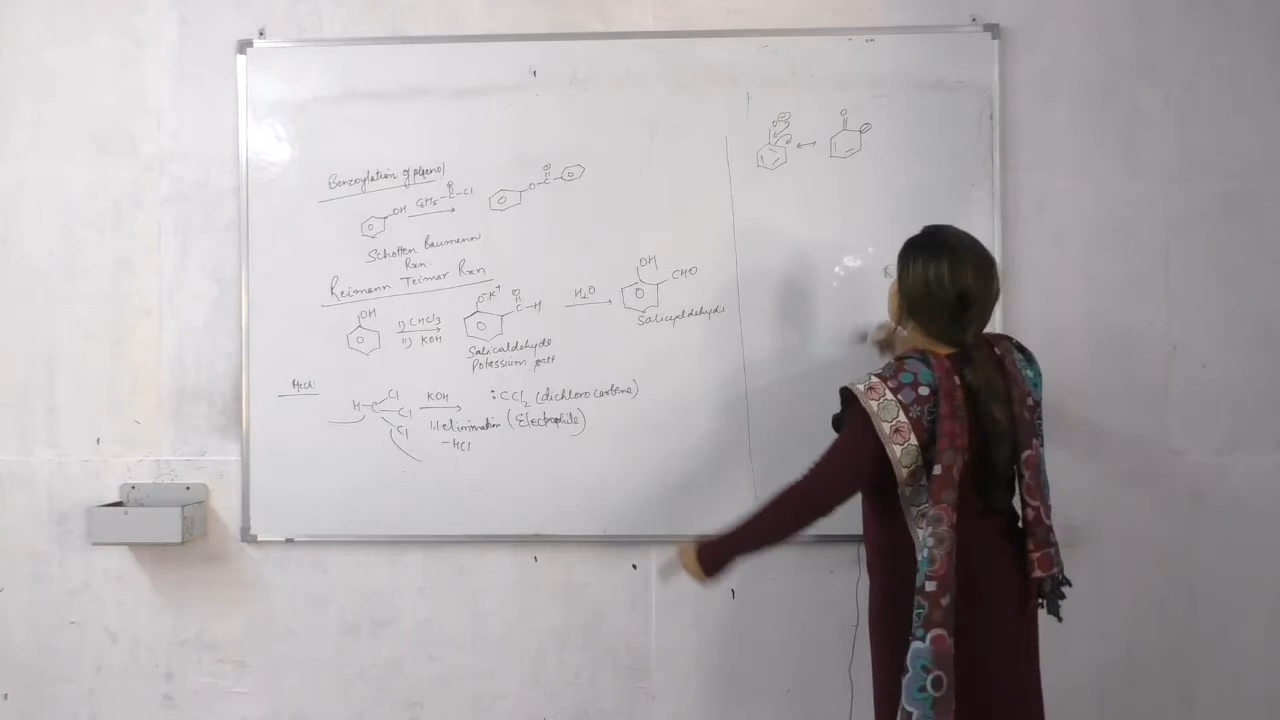 Benzoylation of phenol
OH C6H5 O C Cl O O C
Schotten Baumann
Rxn.
Reimann Teimar Rxn
OH i) CHCl3 ii) KOH O-K+ O C-H H2O OH CHO
Salicaldehyde
Potassium salt
Salicyaldehyde
Mech:
H-C Cl Cl Cl KOH :CCl2 (dichloro carbene)
1,1 elimination (Electrophile)
-HCl
O- ↔ O -
R